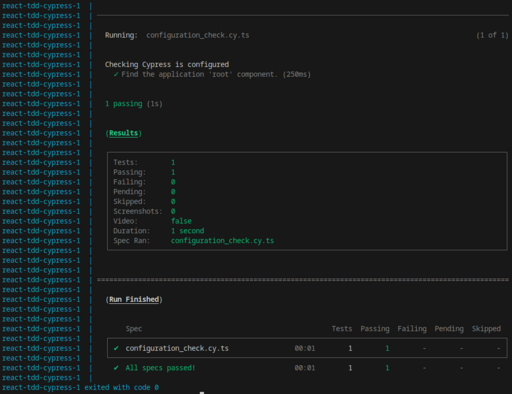 react-tdd-cypress-1 |
react-tdd-cypress-1 |
react-tdd-cypress-1 |
react-tdd-cypress-1 | Running: configuration_check.cy.ts (1 of 1)
react-tdd-cypress-1 |
react-tdd-cypress-1 |
react-tdd-cypress-1 | Checking Cypress is configured
react-tdd-cypress-1 | ✓ Find the application 'root' component. (250ms)
react-tdd-cypress-1 |
react-tdd-cypress-1 |
react-tdd-cypress-1 | 1 passing (1s)
react-tdd-cypress-1 |
react-tdd-cypress-1 |
react-tdd-cypress-1 | (Results)
react-tdd-cypress-1 |
react-tdd-cypress-1 |
react-tdd-cypress-1 | Tests: 1
react-tdd-cypress-1 | Passing: 1
react-tdd-cypress-1 | Failing: 0
react-tdd-cypress-1 | Pending: 0
react-tdd-cypress-1 | Skipped: 0
react-tdd-cypress-1 | Screenshots: 0
react-tdd-cypress-1 | Video: false
react-tdd-cypress-1 | Duration: 1 second
react-tdd-cypress-1 | Spec Ran: configuration_check.cy.ts
react-tdd-cypress-1 |
react-tdd-cypress-1 |
react-tdd-cypress-1 |
react-tdd-cypress-1 | ====================================================================================================
react-tdd-cypress-1 |
react-tdd-cypress-1 | (Run Finished)
react-tdd-cypress-1 |
react-tdd-cypress-1 |
react-tdd-cypress-1 | Spec Tests Passing Failing Pending Skipped
react-tdd-cypress-1 |
react-tdd-cypress-1 | ✔ configuration_check.cy.ts 00:01 1 1 - - -
react-tdd-cypress-1 |
react-tdd-cypress-1 | ✔ All specs passed! 00:01 1 1 - - -
react-tdd-cypress-1 |
react-tdd-cypress-1 exited with code 0